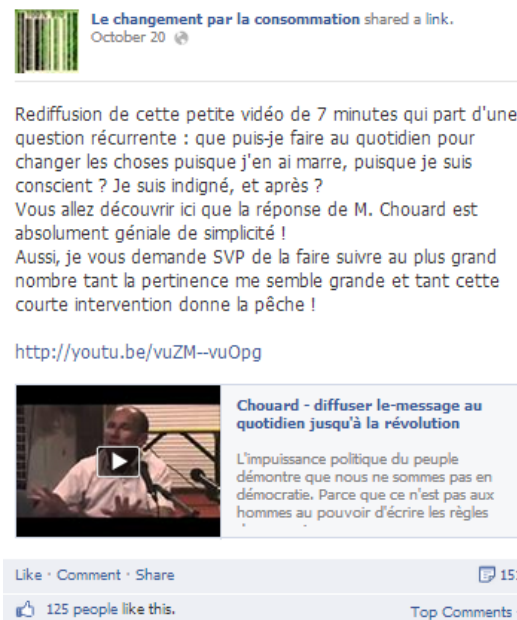 Le changement par la consommation shared a link.
October 20
Rediffusion de cette petite vidéo de 7 minutes qui part d'une
question récurrente : que puis-je faire au quotidien pour
changer les choses puisque j'en ai marre, puisque je suis
conscient ? Je suis indigné, et après ?
Vous allez découvrir ici que la réponse de M. Chouard est
absolument géniale de simplicité !
Aussi, je vous demande SVP de la faire suivre au plus grand
nombre tant la pertinence me semble grande et tant cette
courte intervention donne la pêche !
http://youtu.be/vuZM--vuOpg
Chouard - diffuser le-message au
quotidien jusqu'à la révolution
L'impuissance politique du peuple
démontre que nous ne sommes pas en
démocratie. Parce que ce n'est pas aux
hommes au pouvoir d'écrire les règles
Like · Comment · Share
125 people like this.
Top Comments